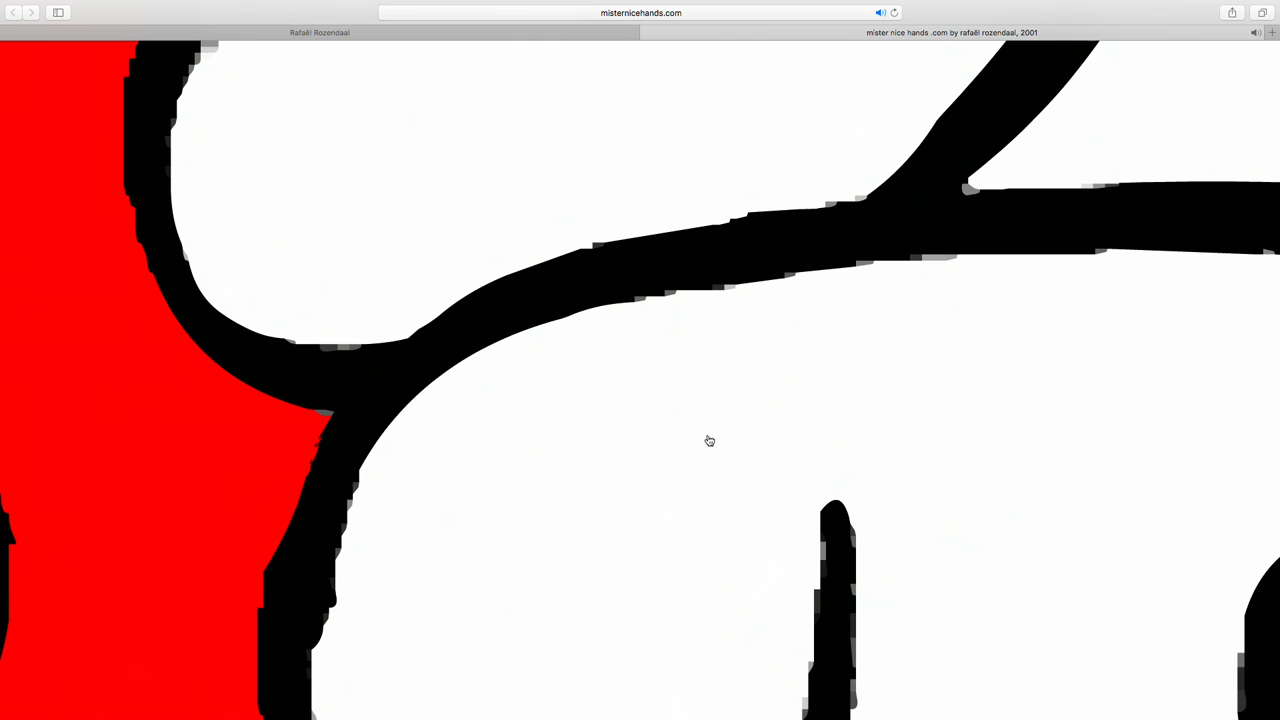 misternicehands.com
Rafaël Rozendaal
mister nice hands .com by rafaël rozendaal, 2001